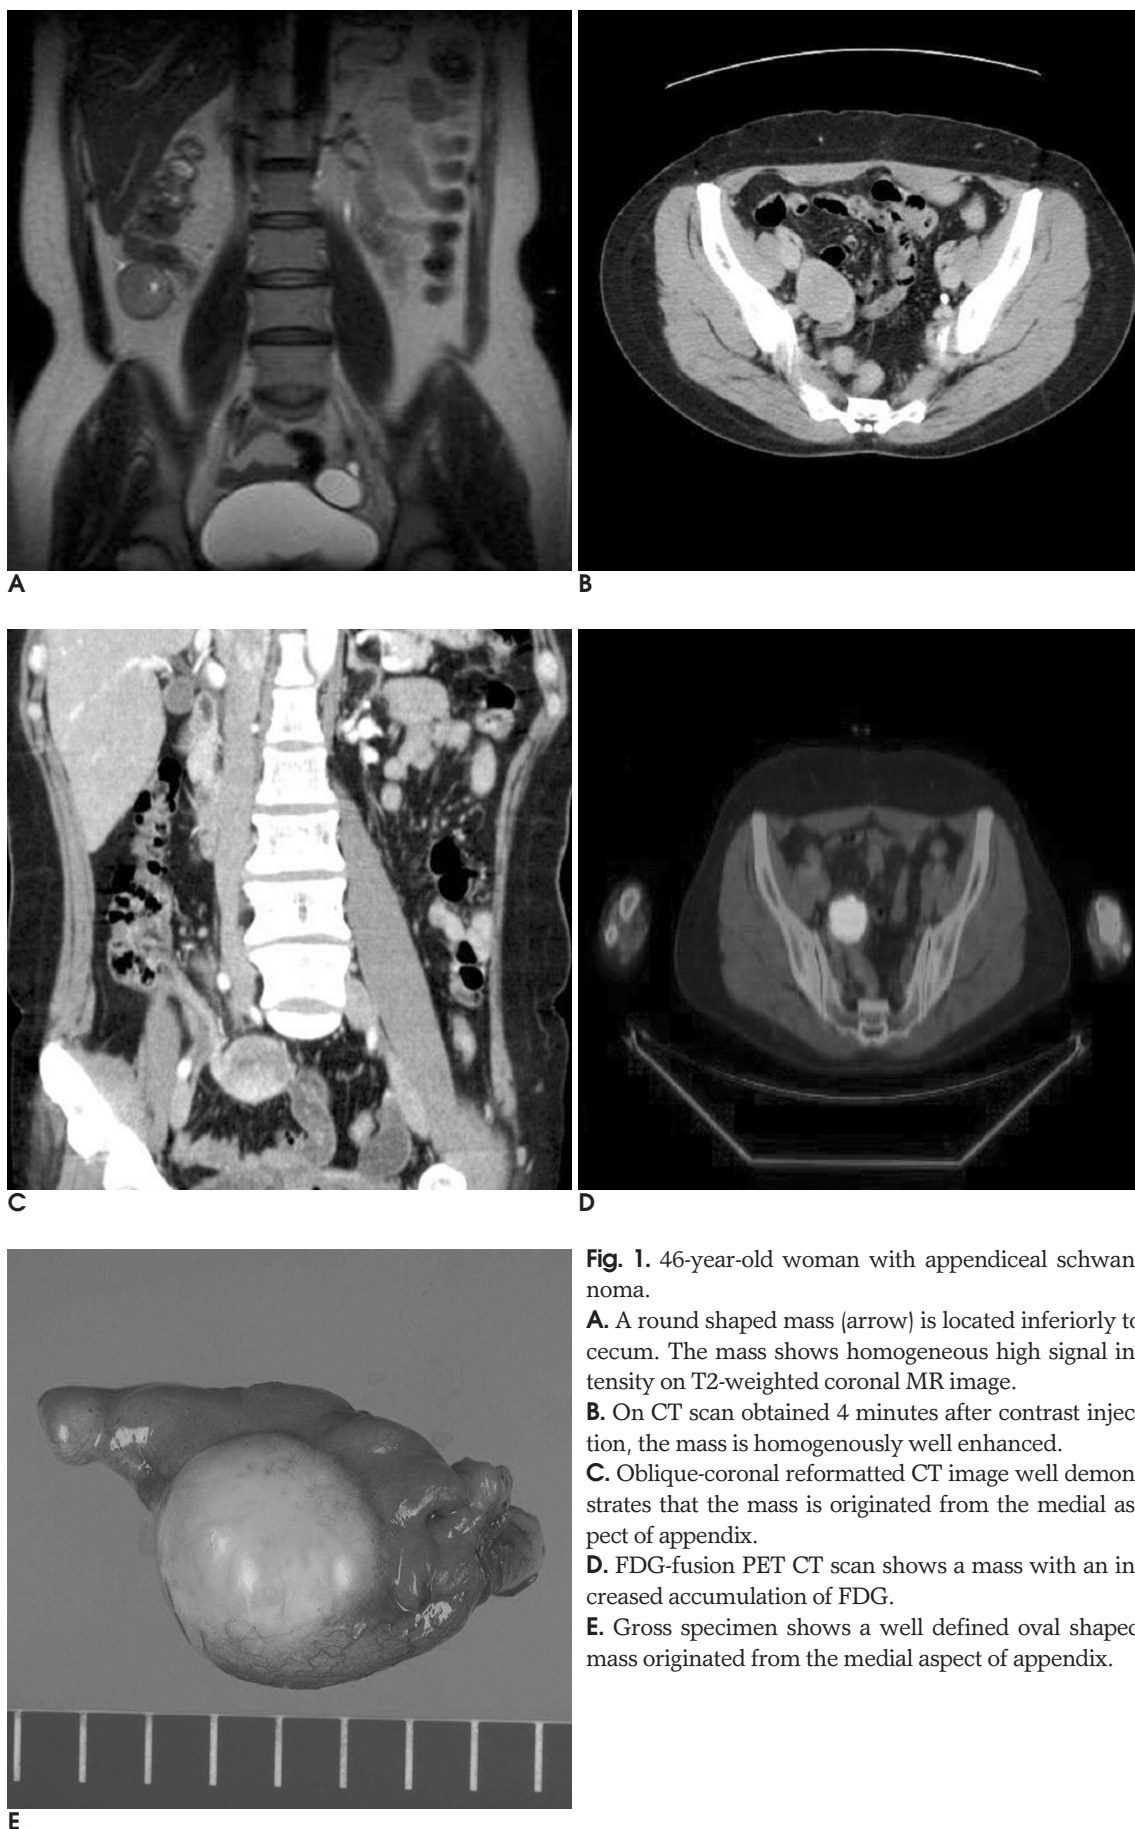 A
B
C
D
E
Fig. 1. 46-year-old woman with appendiceal schwan
noma.
A. A round shaped mass (arrow) is located inferiorly to
cecum. The mass shows homogeneous high signal in
tensity on T2-weighted coronal MR image.
B. On CT scan obtained 4 minutes after contrast injec
tion, the mass is homogenously well enhanced.
C. Oblique-coronal reformatted CT image well demon
strates that the mass is originated from the medial as
pect of appendix.
D. FDG-fusion PET CT scan shows a mass with an in
creased accumulation of FDG.
E. Gross specimen shows a well defined oval shaped
mass originated from the medial aspect of appendix.